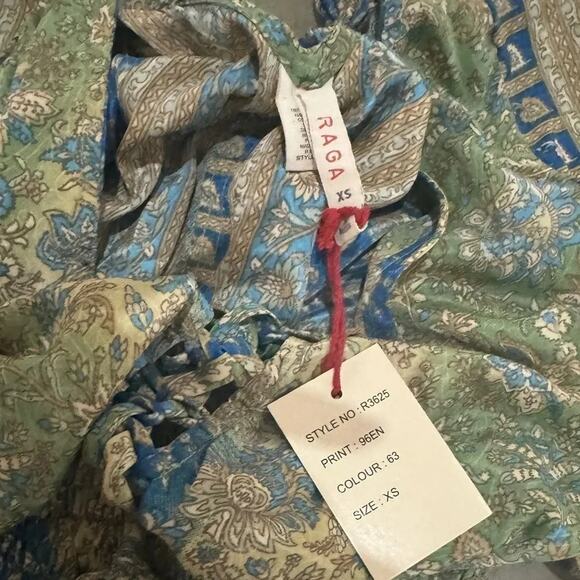 RAGA
XS
STYLE NO : R3625
PRINT : 96EN
COLOUR : 63
SIZE : XS